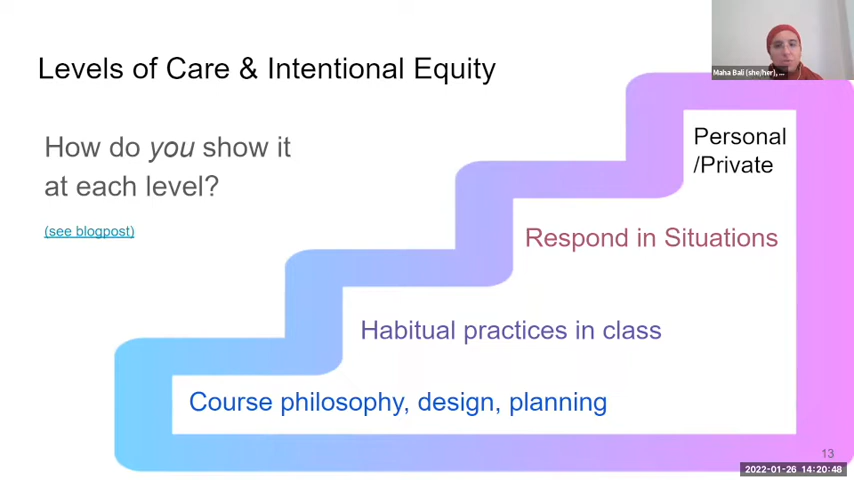 Maha Bali (she/her), ...
Levels of Care & Intentional Equity
How do you show it
at each level?
(see blogpost)
Personal
/Private
Respond in Situations
Habitual practices in class
Course philosophy, design, planning
13
2022-01-26 14:20:48